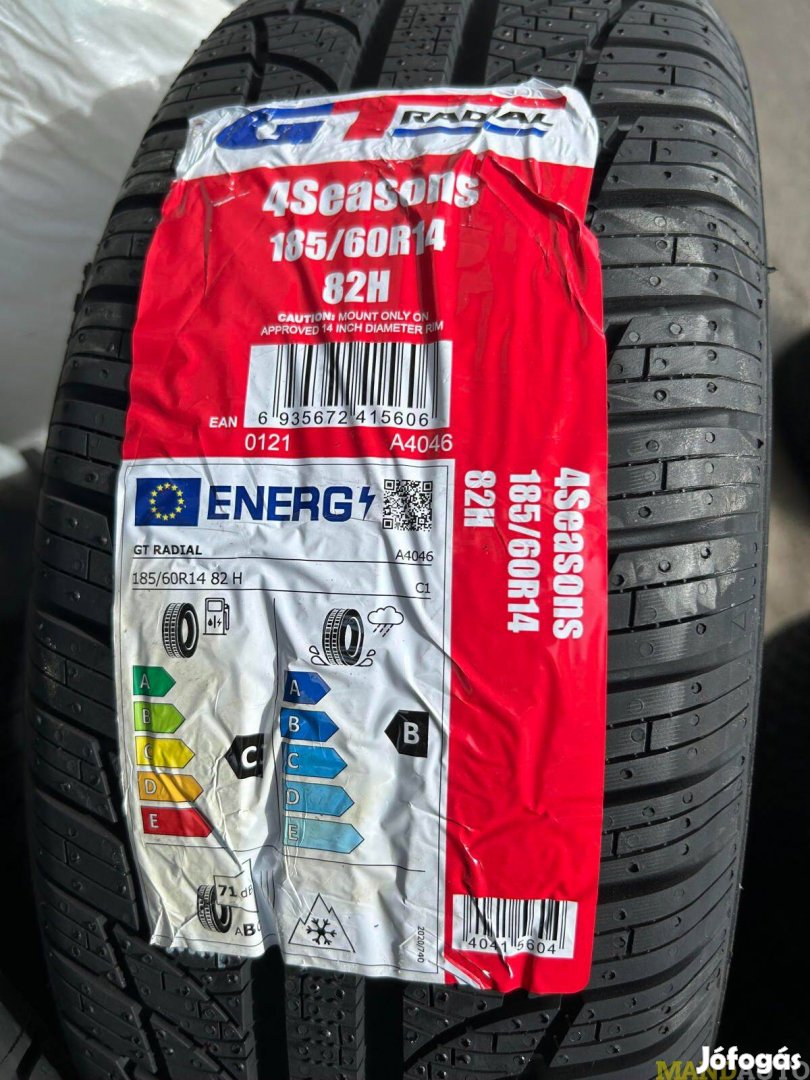 GT RADIAL
4Seasons
185/60R14
82H
CAUTION: MOUNT ONLY ON
APPROVED 14 INCH DIAMETER RIM
EAN
6 935672 415606
0121 A4046
ENERG
GT RADIAL A4046
185/60R14 82 H C1
A
B
C
D
E
C
A
B
C
D
E
B
71 dB
AB
2020/740
4Seasons
185/60R14
82H
4041 5604
Jófogás
MANDAUTO